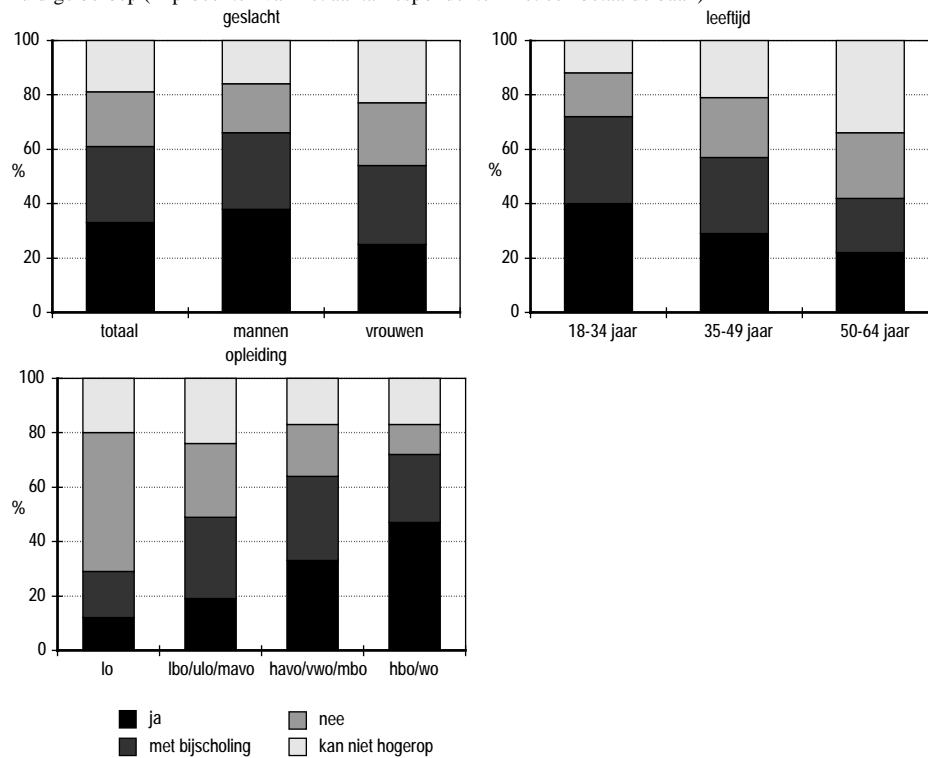 geslacht
100
80
60
%
40
20
0
totaal mannen vrouwen
leeftijd
100
80
60
%
40
20
0
18-34 jaar 35-49 jaar 50-64 jaar
opleiding
100
80
60
%
40
20
0
lo lbo/ulo/mavo havo/vwo/mbo hbo/wo
ja
nee
met bijscholing
kan niet hogerop